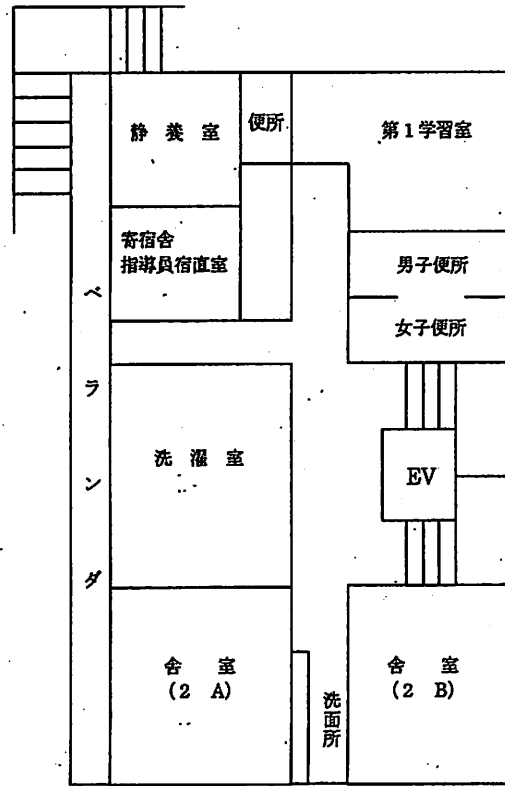 静養室
便所
第1学習室
寄宿舎
指導員宿直室
男子便所
女子便所
ベランダ
洗濯室
EV
舎室
(2 A)
洗面所
舎室
(2 B)